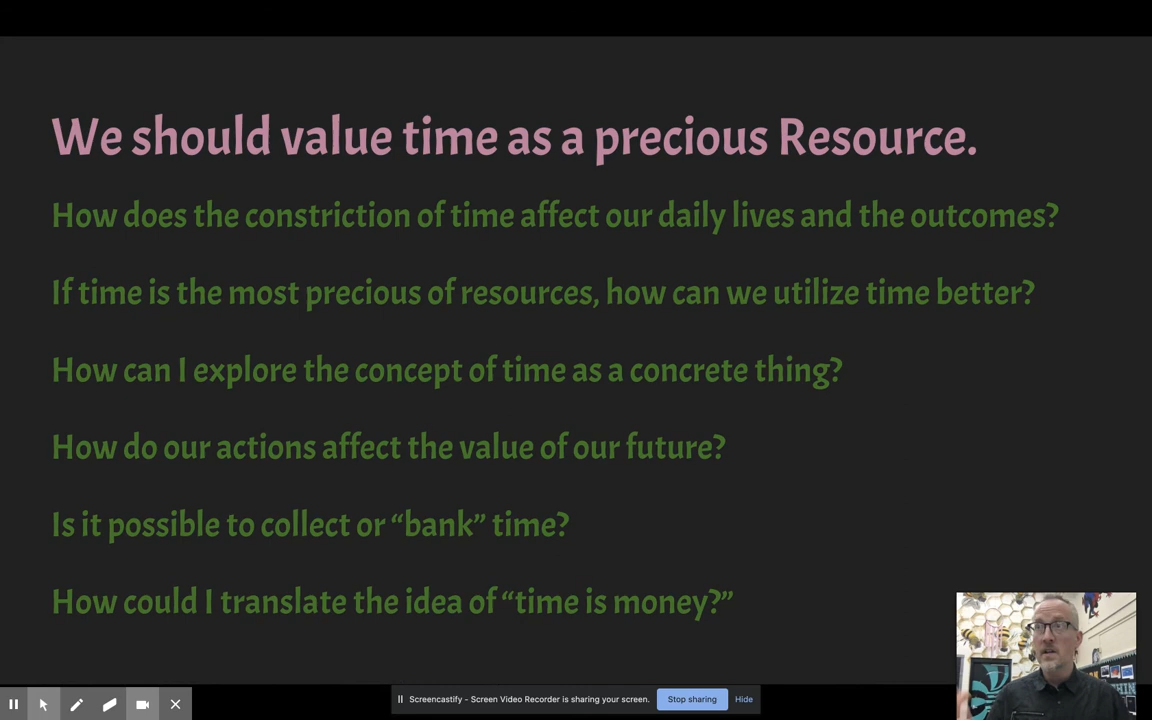 We should value time as a precious Resource.
How does the constriction of time affect our daily lives and the outcomes?
If time is the most precious of resources, how can we utilize time better?
How can I explore the concept of time as a concrete thing?
How do our actions affect the value of our future?
Is it possible to collect or “bank” time?
How could I translate the idea of “time is money?”
Screencastify - Screen Video Recorder is sharing your screen.
Stop sharing
Hide